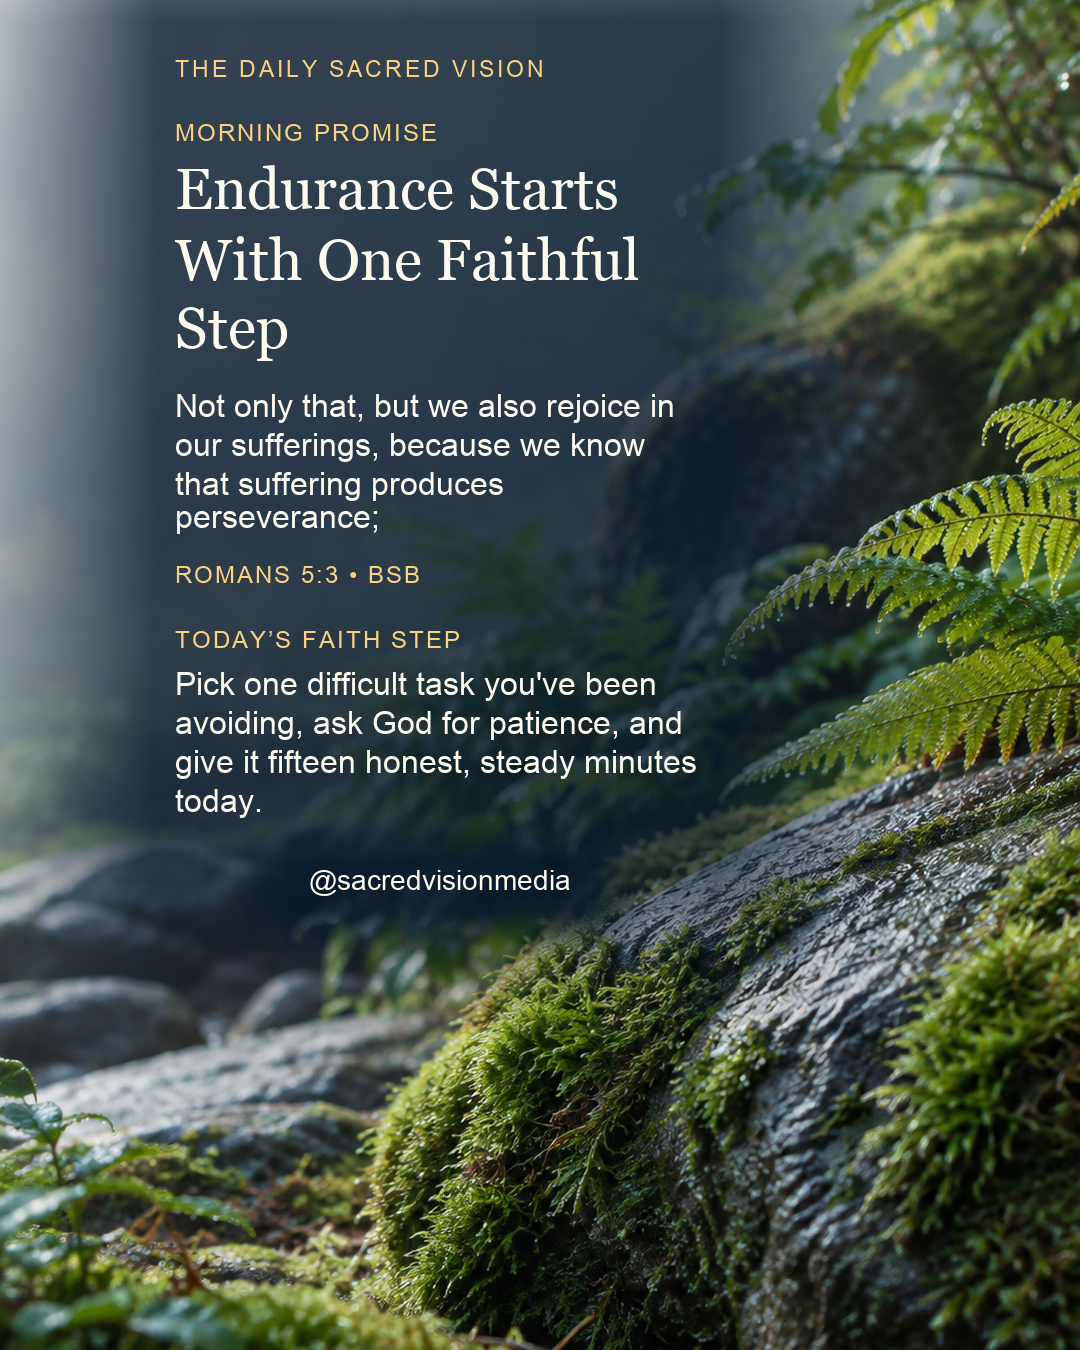 THE DAILY SACRED VISION
MORNING PROMISE
Endurance Starts
With One Faithful
Step
Not only that, but we also rejoice in
our sufferings, because we know
that suffering produces
perseverance;
ROMANS 5:3 • BSB
TODAY’S FAITH STEP
Pick one difficult task you've been
avoiding, ask God for patience, and
give it fifteen honest, steady minutes
today.
@sacredvisionmedia